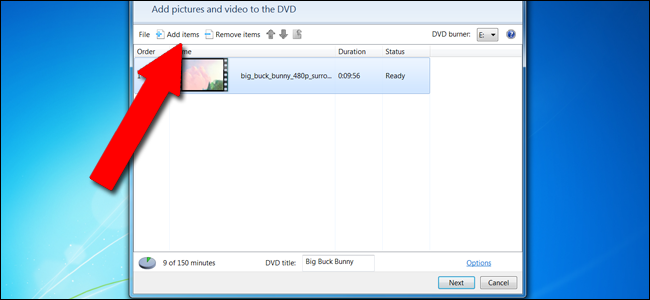 Add pictures and video to the DVD
File Add items Remove items DVD burner: E:
Order me Duration Status
big_buck_bunny_480p_surro... 0:09:56 Ready
9 of 150 minutes DVD title: Big Buck Bunny Options
Next Cancel